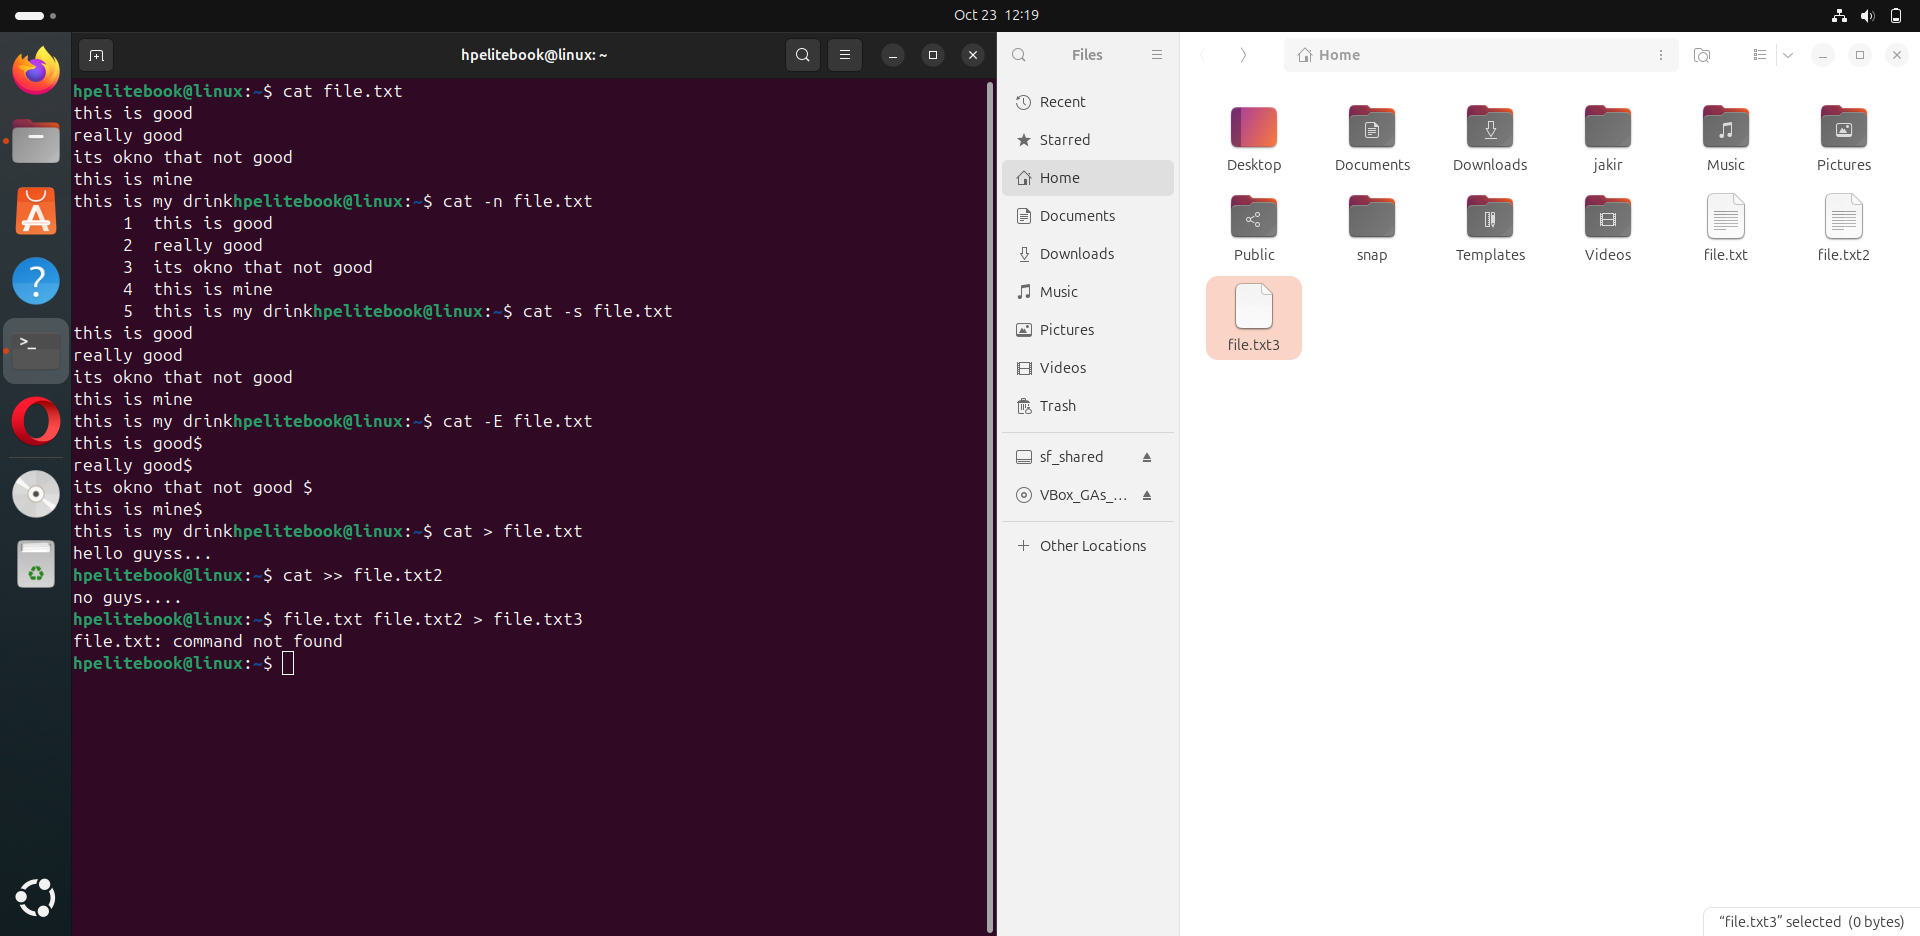 Oct 23 12:19
hpelitebook@linux: ~
hpelitebook@linux:~$ cat file.txt
this is good
really good
its okno that not good
this is mine
this is my drinkhpelitebook@linux:~$ cat -n file.txt
1 this is good
2 really good
3 its okno that not good
4 this is mine
5 this is my drinkhpelitebook@linux:~$ cat -s file.txt
this is good
really good
its okno that not good
this is mine
this is my drinkhpelitebook@linux:~$ cat -E file.txt
this is good$
really good$
its okno that not good $
this is mine$
this is my drinkhpelitebook@linux:~$ cat > file.txt
hello guyss...
hpelitebook@linux:~$ cat >> file.txt2
no guys....
hpelitebook@linux:~$ file.txt file.txt2 > file.txt3
file.txt: command not found
hpelitebook@linux:~$
Files
Recent
Starred
Home
Documents
Downloads
Music
Pictures
Videos
Trash
sf_shared
VBox_GAs_...
Other Locations
Home
Desktop
Documents
Downloads
jakir
Music
Pictures
Public
snap
Templates
Videos
file.txt
file.txt2
file.txt3
“file.txt3” selected (0 bytes)